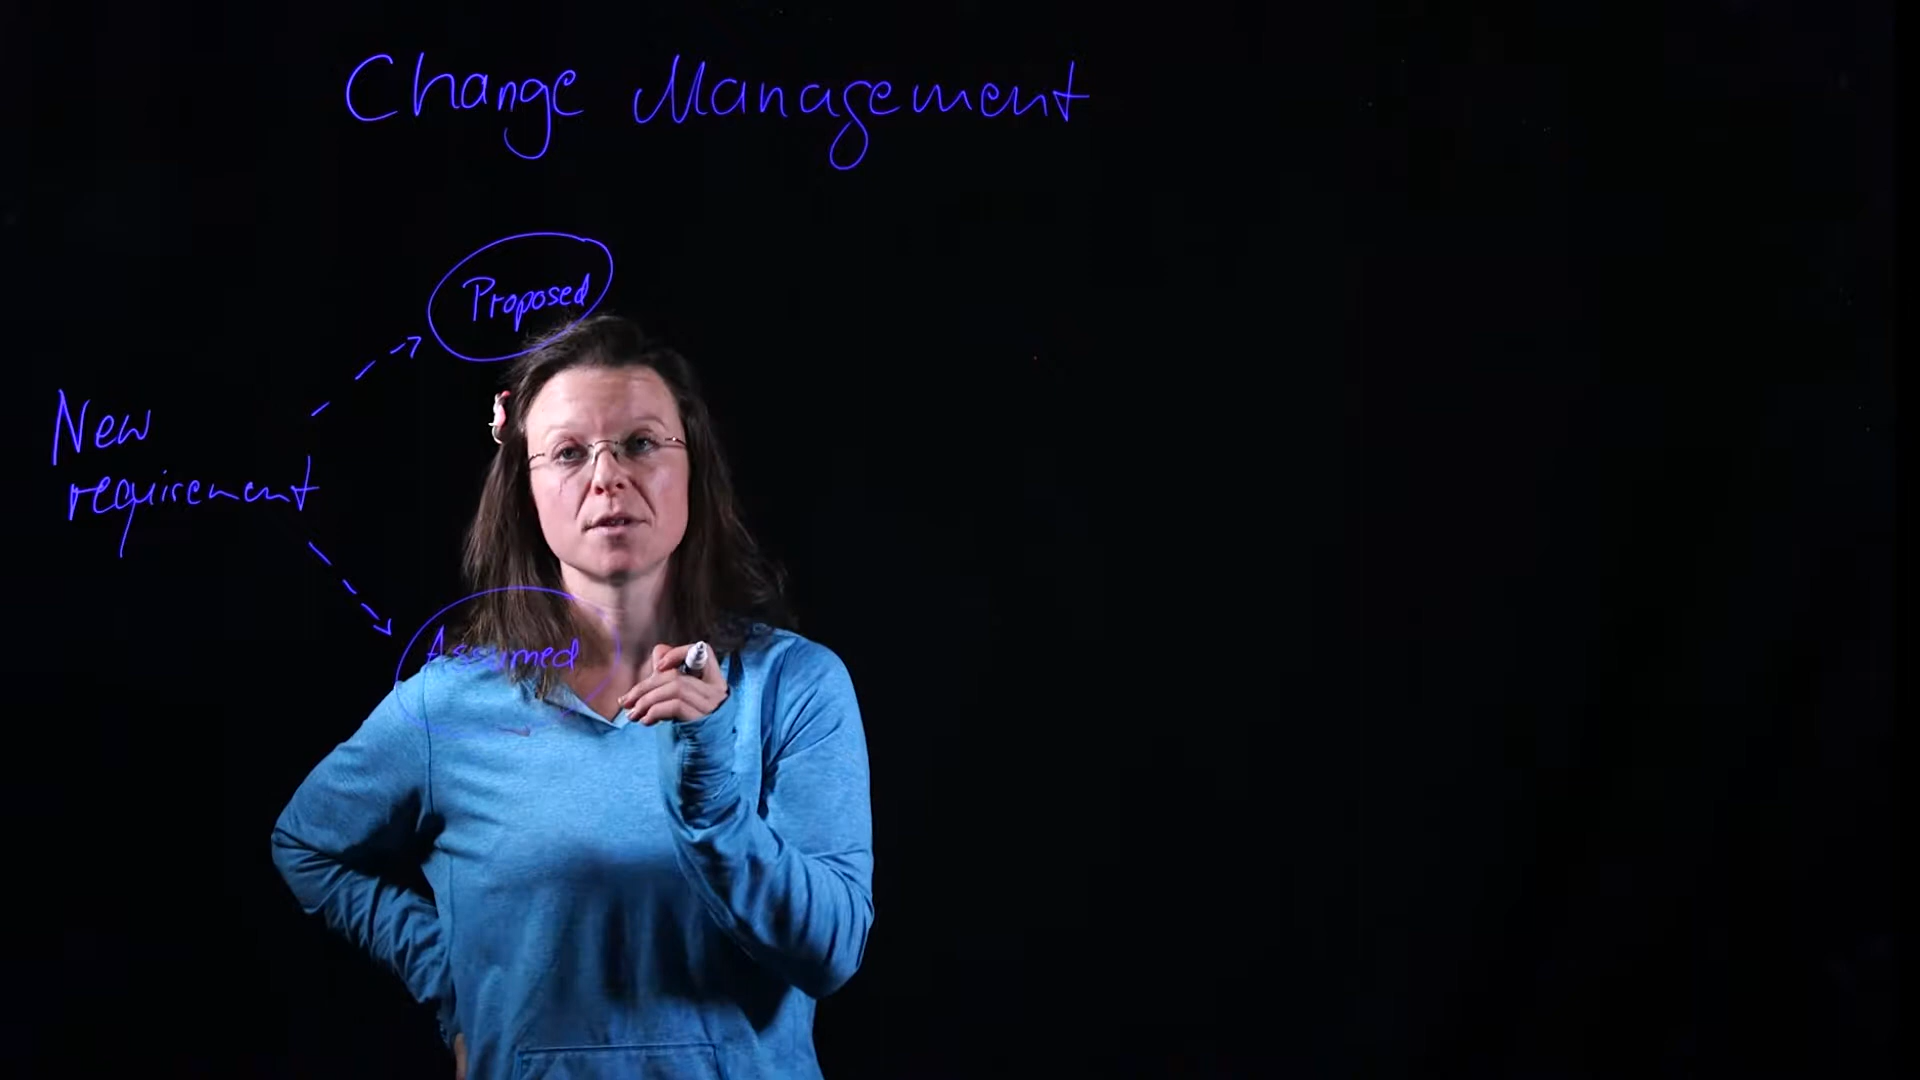 Change Management
Proposed
New
requirement
Assumed